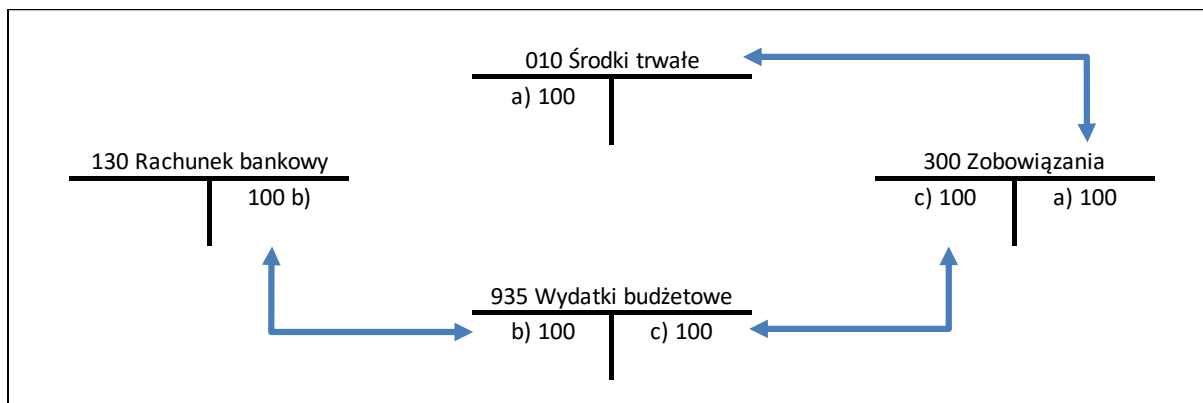 010 Środki trwałe
a) 100
130 Rachunek bankowy
100 b)
300 Zobowiązania
c) 100 a) 100
935 Wydatki budżetowe
b) 100 c) 100